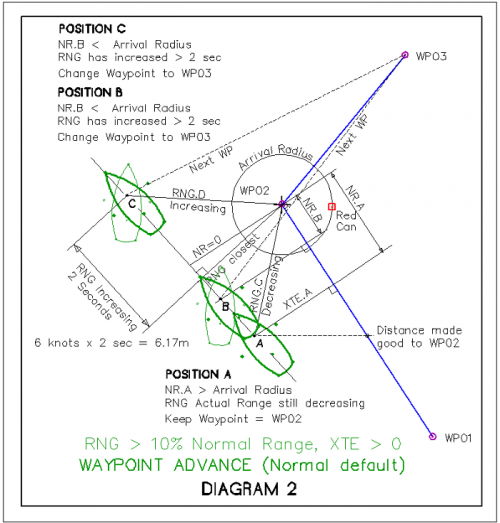 POSITION C
NR.B < Arrival Radius
RNG has increased > 2 sec
Change Waypoint to WP03
POSITION B
NR.B < Arrival Radius
RNG has increased > 2 sec
Change Waypoint to WP03
WP03
Next WP
Next WP
Arrival Radius
WP02
RNG.D
Increasing
C
NR.A
NR.B
Red
Can
NR=0
RNG closest
RNG.C
Decreasing
XTE.A
RNG Increasing
2 Seconds
B
A
6 knots x 2 sec = 6.17m
Distance made
good to WP02
POSITION A
NR.A > Arrival Radius
RNG Actual Range still decreasing
Keep Waypoint = WP02
WP01
RNG > 10% Normal Range, XTE > 0
WAYPOINT ADVANCE (Normal default)
DIAGRAM 2